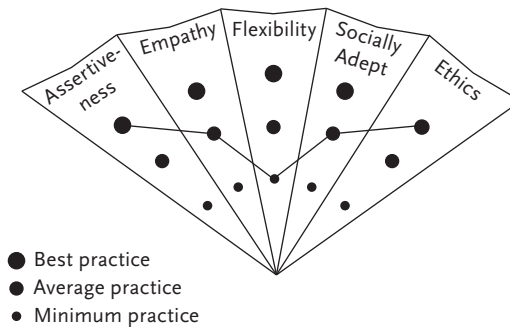 Assertive-
ness
Empathy
Flexibility
Socially
Adept
Ethics
Best practice
Average practice
Minimum practice